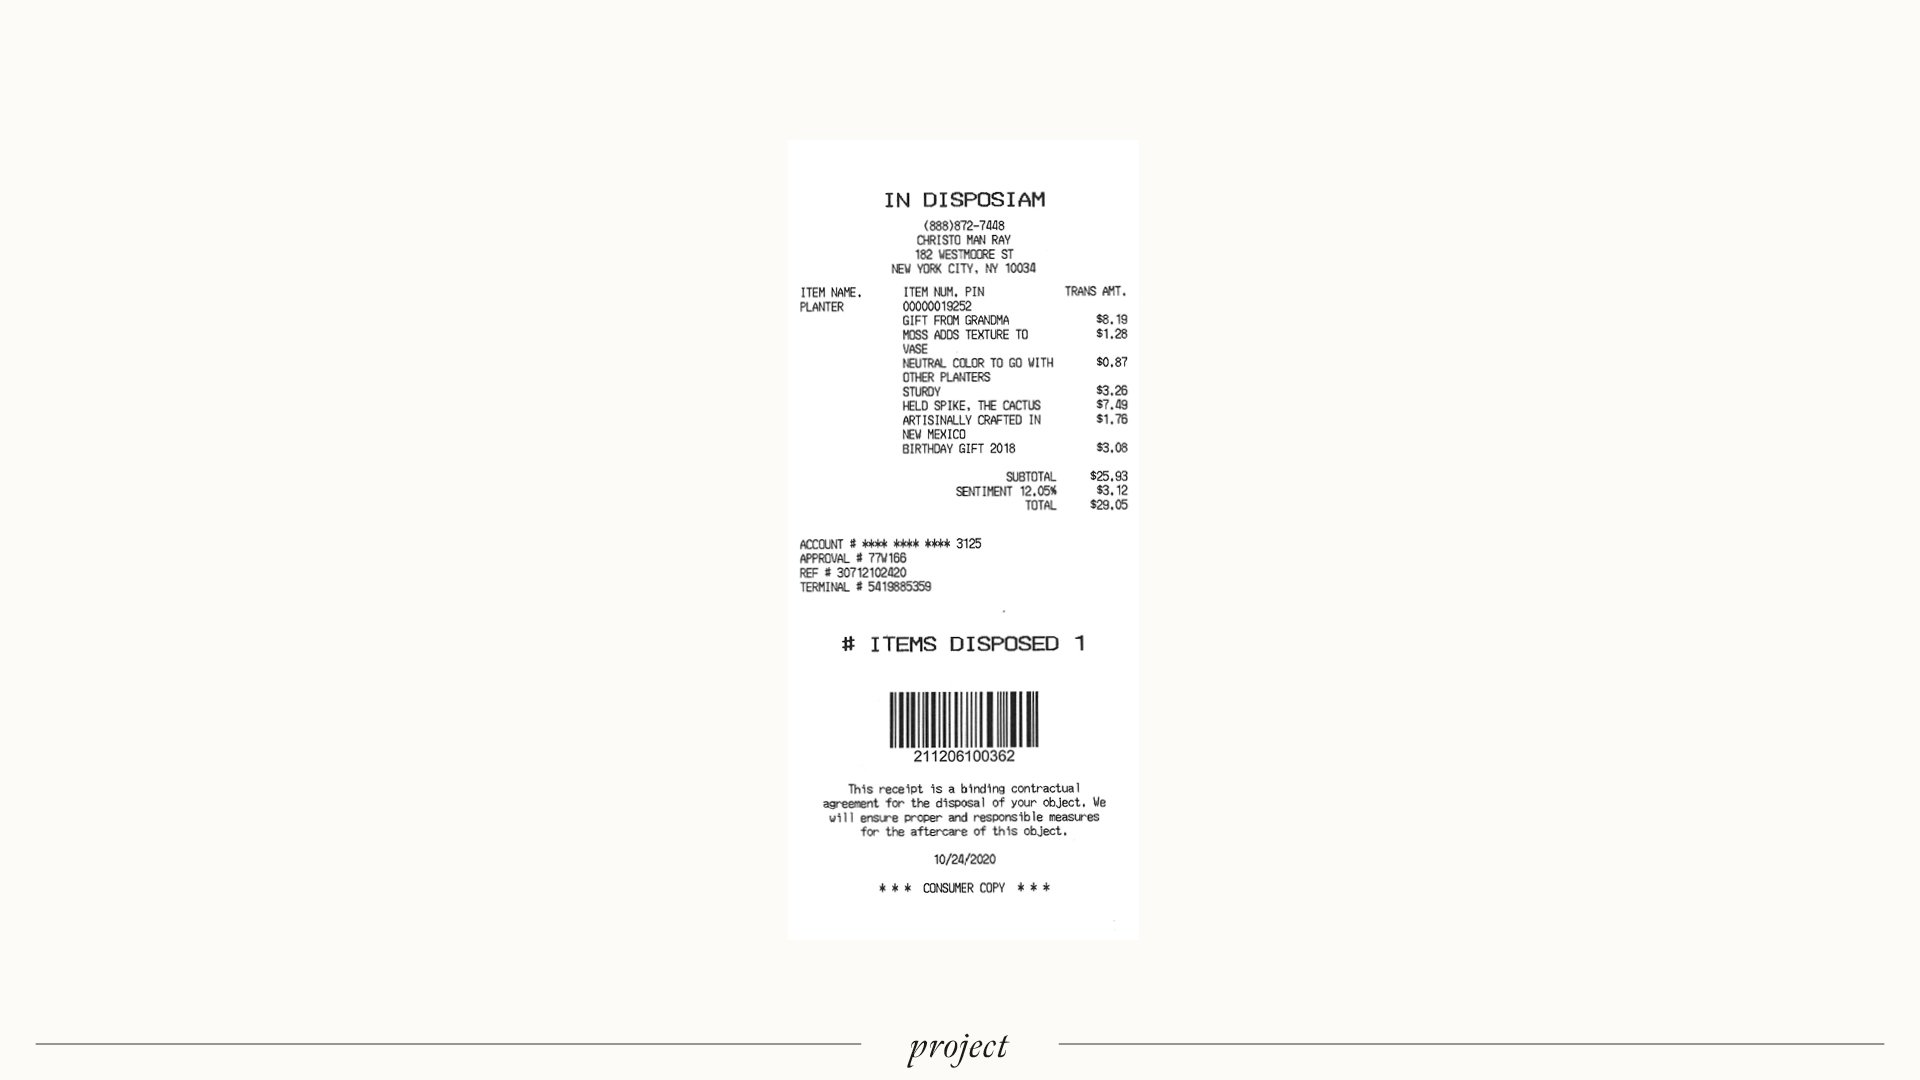 IN DISPOSIAM
(888)872-7448
CHRISTO MAN RAY
182 WESTMOORE ST
NEW YORK CITY, NY 10034
ITEM NAME. ITEM NUM. PIN TRANS AMT.
PLANTER 00000019252
GIFT FROM GRANDMA $8.19
MOSS ADDS TEXTURE TO $1.28
VASE
NEUTRAL COLOR TO GO WITH $0.87
OTHER PLANTERS
STURDY $3.26
HELD SPIKE, THE CACTUS $7.49
ARTISINALLY CRAFTED IN $1.76
NEW MEXICO
BIRTHDAY GIFT 2018 $3.08
SUBTOTAL $25.93
SENTIMENT 12.05% $3.12
TOTAL $29.05
ACCOUNT # **** **** **** 3125
APPROVAL # 77W166
REF # 30712102420
TERMINAL # 5419885359
# ITEMS DISPOSED 1
211206100362
This receipt is a binding contractual
agreement for the disposal of your object. We
will ensure proper and responsible measures
for the aftercare of this object.
10/24/2020
* * * CONSUMER COPY * * *
project